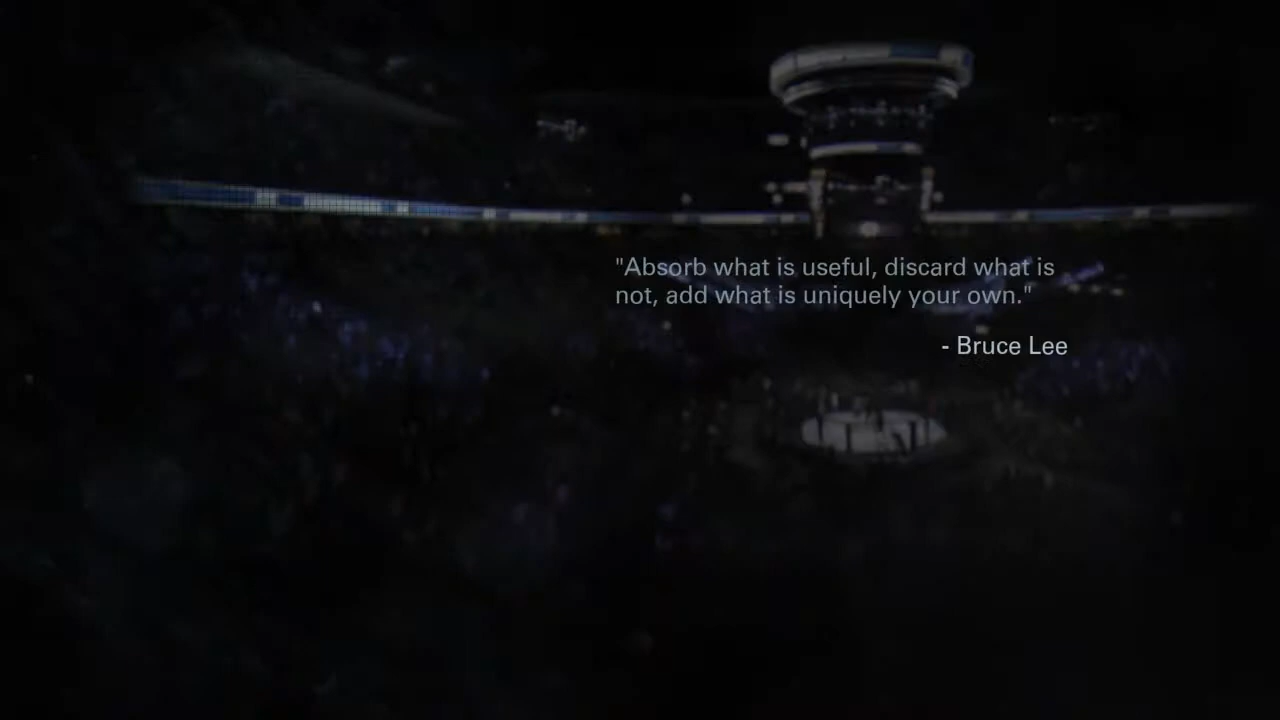 "Absorb what is useful, discard what is
not, add what is uniquely your own."
- Bruce Lee